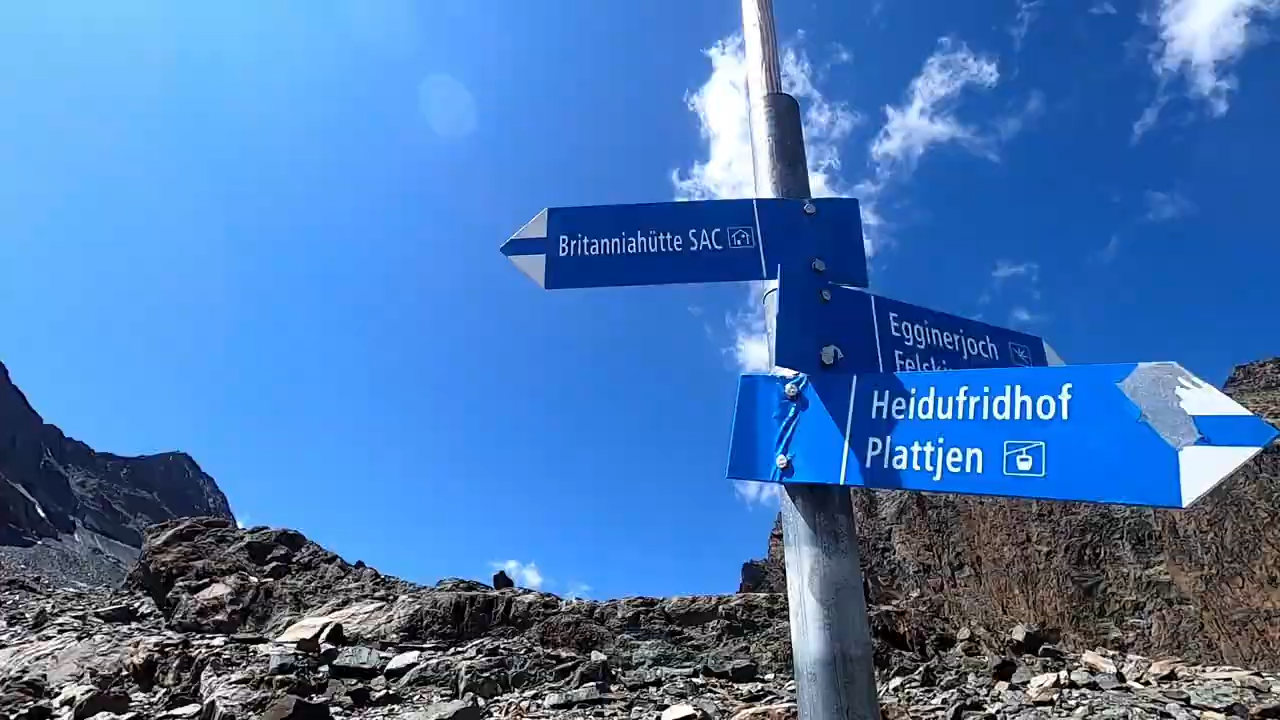 Britanniahütte SAC
Egginerjoch
Heidufridhof
Plattjen